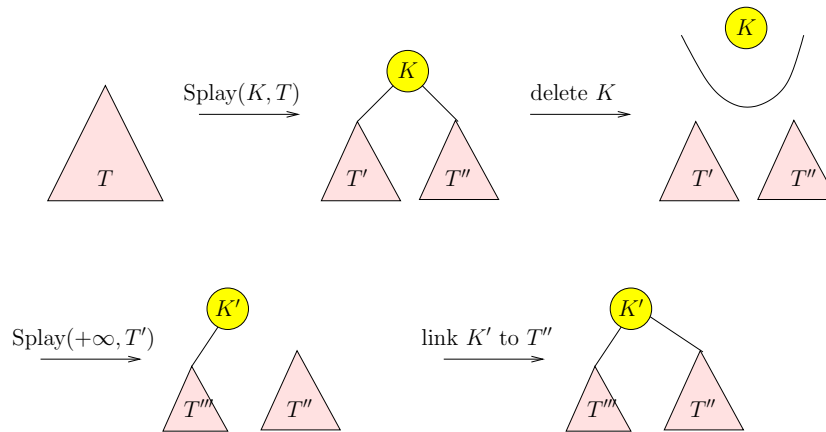 K
Splay(K, T)
K
delete K
T
T′
T″
T′
T″
K′
K′
Splay(+∞, T′)
link K′ to T″
T‴
T″
T‴
T″